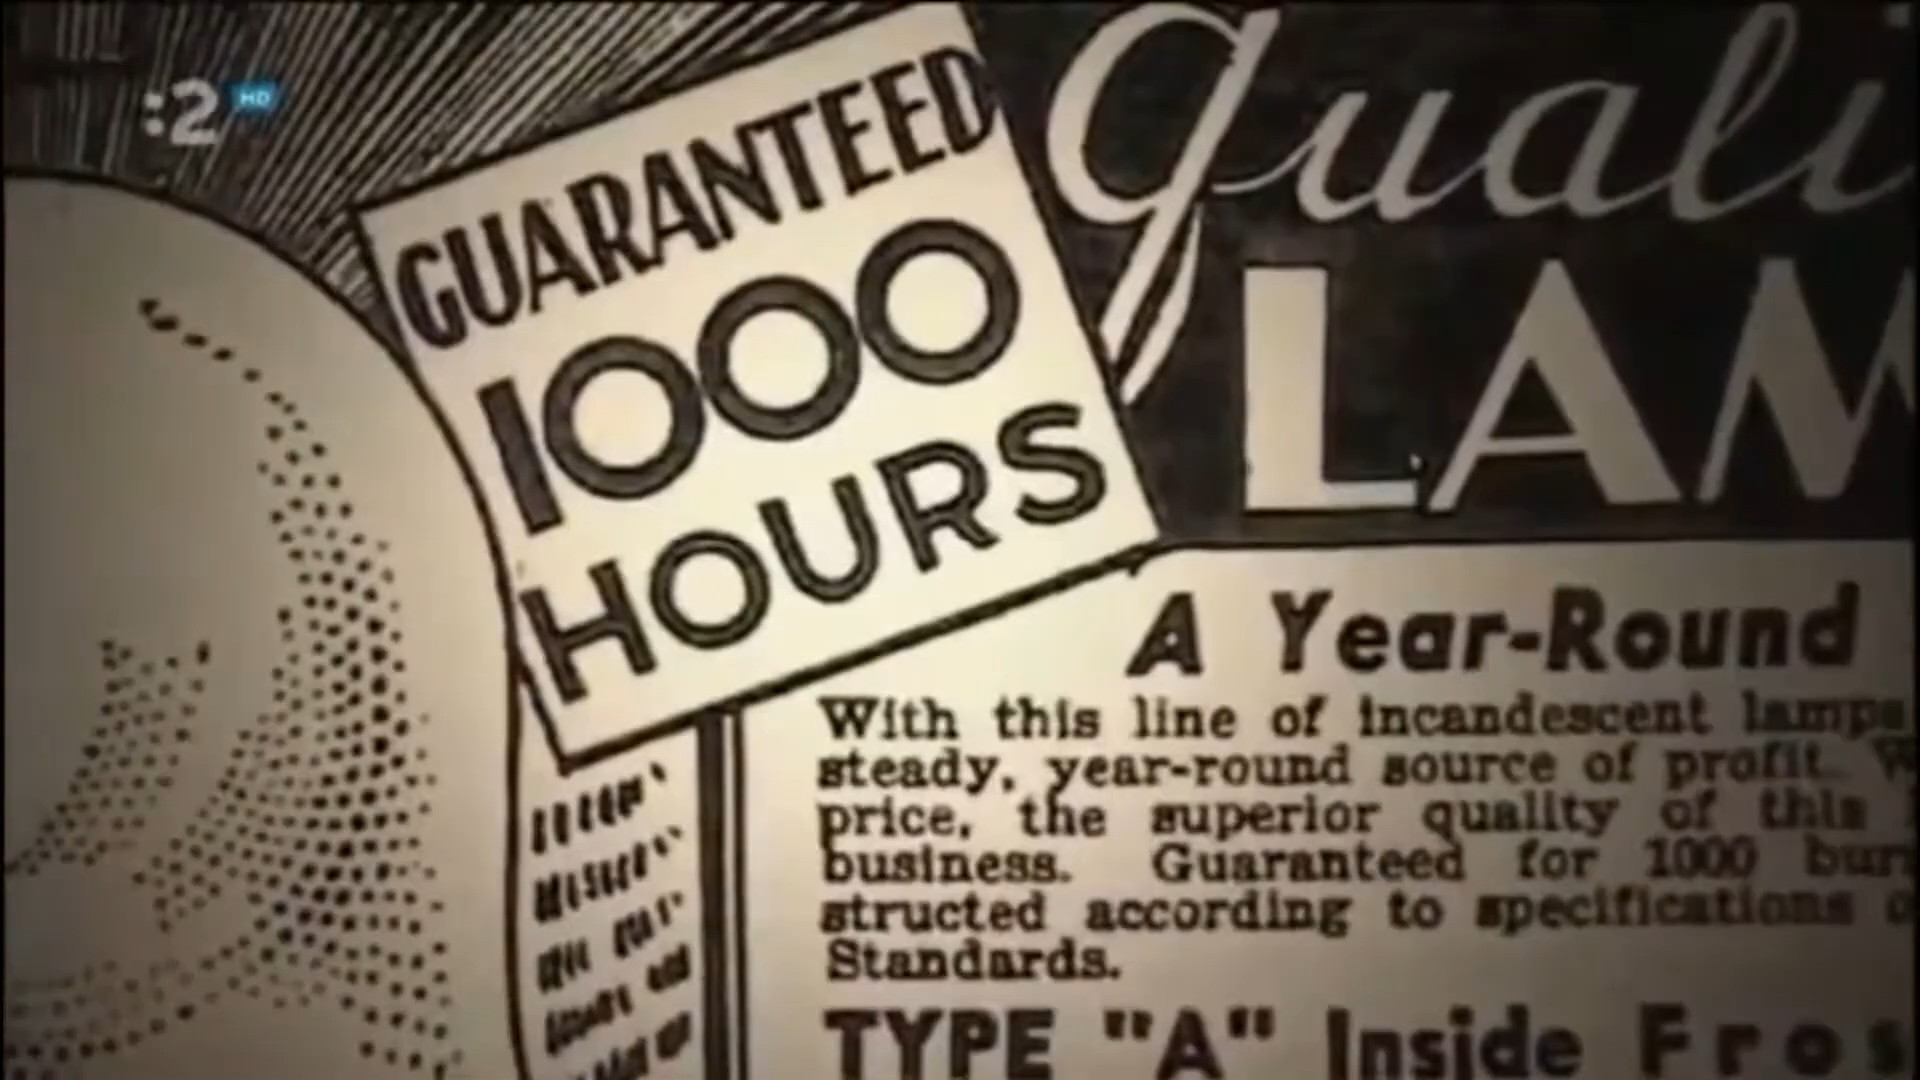 :2 HD
GUARANTEED
1000
HOURS
Quali
LAM
A Year-Round
With this line of incandescent lamps
steady, year-round source of profit. W
price, the superior quality of this
business. Guaranteed for 1000 bur
structed according to specifications o
Standards.
TYPE "A" Inside Fros